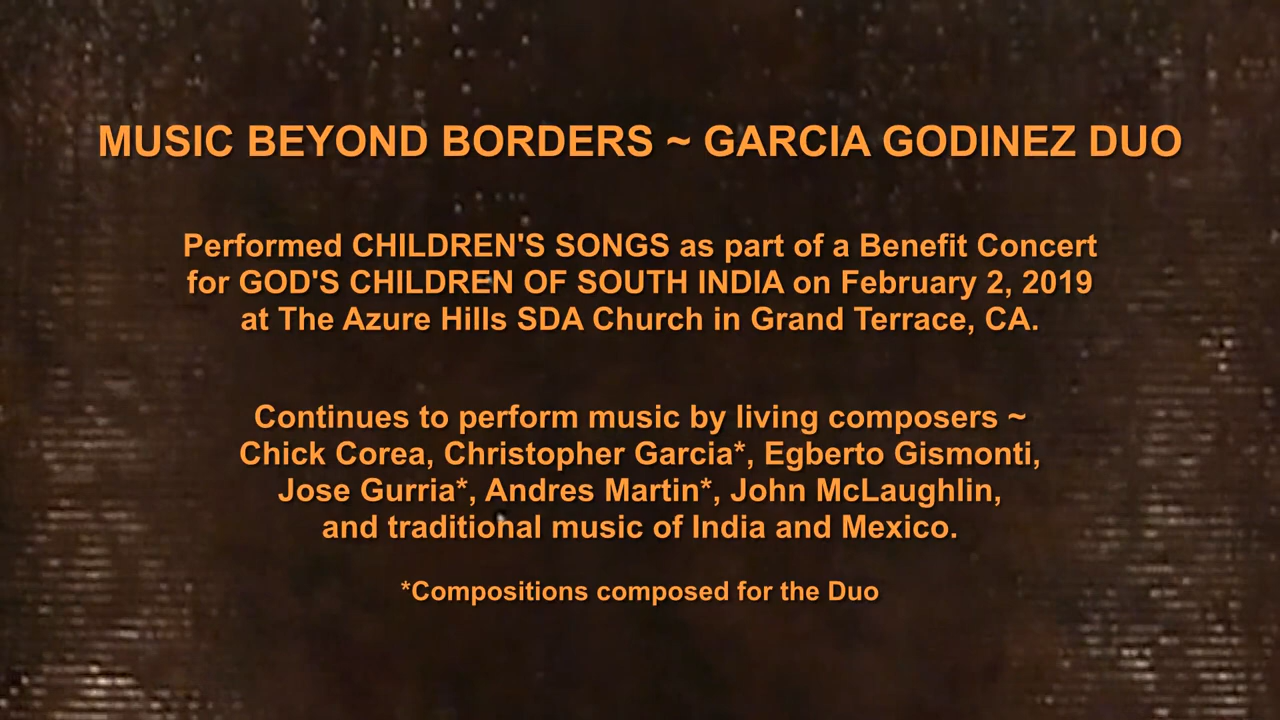 MUSIC BEYOND BORDERS ~ GARCIA GODINEZ DUO
Performed CHILDREN'S SONGS as part of a Benefit Concert
for GOD'S CHILDREN OF SOUTH INDIA on February 2, 2019
at The Azure Hills SDA Church in Grand Terrace, CA.
Continues to perform music by living composers ~
Chick Corea, Christopher Garcia*, Egberto Gismonti,
Jose Gurria*, Andres Martin*, John McLaughlin,
and traditional music of India and Mexico.
*Compositions composed for the Duo